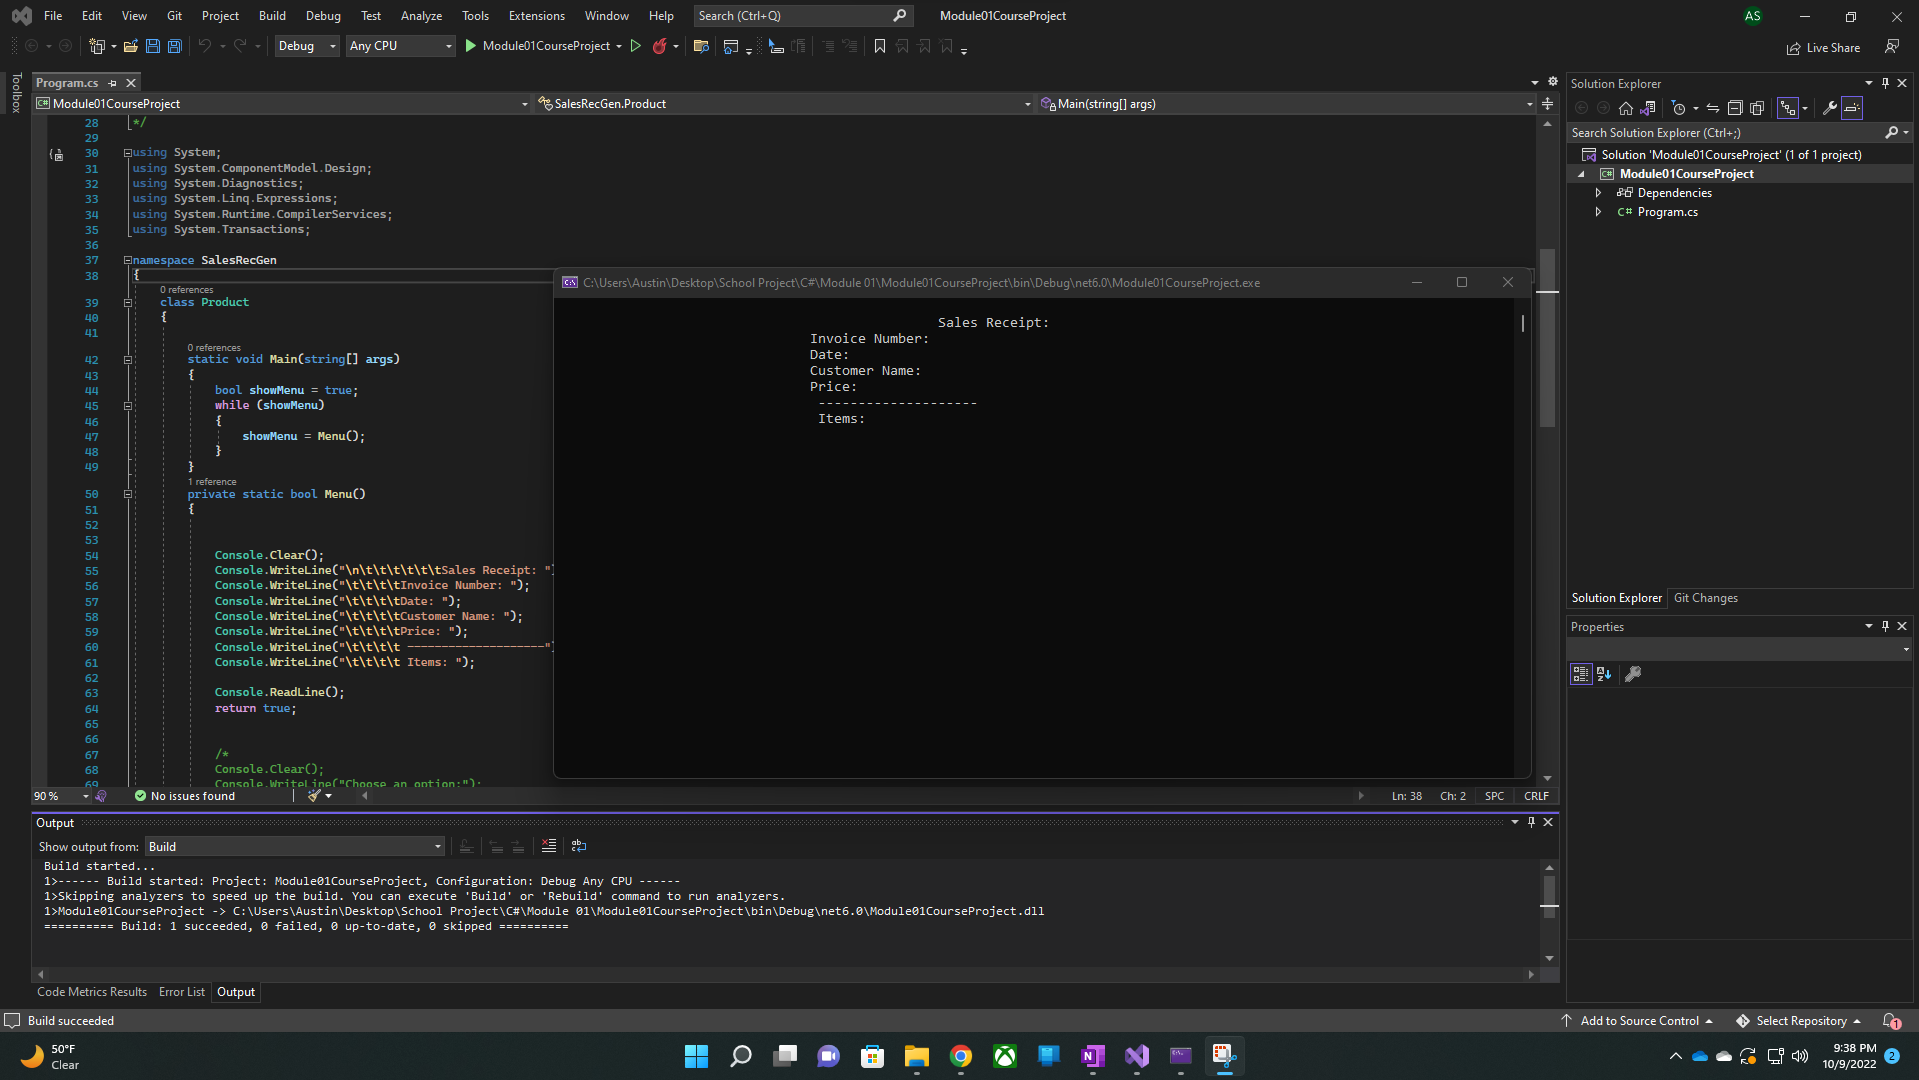 File Edit View Git Project Build Debug Test Analyze Tools Extensions Window Help Search (Ctrl+Q) Module01CourseProject AS
Debug Any CPU Module01CourseProject Live Share
Toolbox
Program.cs
Module01CourseProject SalesRecGen.Product Main(string[] args)
28 */
29
30 using System;
31 using System.ComponentModel.Design;
32 using System.Diagnostics;
33 using System.Linq.Expressions;
34 using System.Runtime.CompilerServices;
35 using System.Transactions;
36
37 namespace SalesRecGen
38 {
0 references
39 class Product
40 {
41
0 references
42 static void Main(string[] args)
43 {
44 bool showMenu = true;
45 while (showMenu)
46 {
47 showMenu = Menu();
48 }
49 }
1 reference
50 private static bool Menu()
51 {
52
53
54 Console.Clear();
55 Console.WriteLine("\n\t\t\t\t\t\tSales Receipt: "
56 Console.WriteLine("\t\t\t\tInvoice Number: ");
57 Console.WriteLine("\t\t\t\tDate: ");
58 Console.WriteLine("\t\t\t\tCustomer Name: ");
59 Console.WriteLine("\t\t\t\tPrice: ");
60 Console.WriteLine("\t\t\t\t --------------------"
61 Console.WriteLine("\t\t\t\t Items: ");
62
63 Console.ReadLine();
64 return true;
65
66
67 /*
68 Console.Clear();
69 Console.WriteLine("Choose an option:");
C:\Users\Austin\Desktop\School Project\C#\Module 01\Module01CourseProject\bin\Debug\net6.0\Module01CourseProject.exe
Sales Receipt:
Invoice Number:
Date:
Customer Name:
Price:
--------------------
Items:
90 % No issues found Ln: 38 Ch: 2 SPC CRLF
Output
Show output from: Build
Build started...
1>------ Build started: Project: Module01CourseProject, Configuration: Debug Any CPU ------
1>Skipping analyzers to speed up the build. You can execute 'Build' or 'Rebuild' command to run analyzers.
1>Module01CourseProject -> C:\Users\Austin\Desktop\School Project\C#\Module 01\Module01CourseProject\bin\Debug\net6.0\Module01CourseProject.dll
========== Build: 1 succeeded, 0 failed, 0 up-to-date, 0 skipped ==========
Code Metrics Results Error List Output
Solution Explorer
Search Solution Explorer (Ctrl+;)
Solution 'Module01CourseProject' (1 of 1 project)
C# Module01CourseProject
Dependencies
C# Program.cs
Solution Explorer Git Changes
Properties
Build succeeded Add to Source Control Select Repository 1
50°F
Clear
9:38 PM
10/9/2022 2